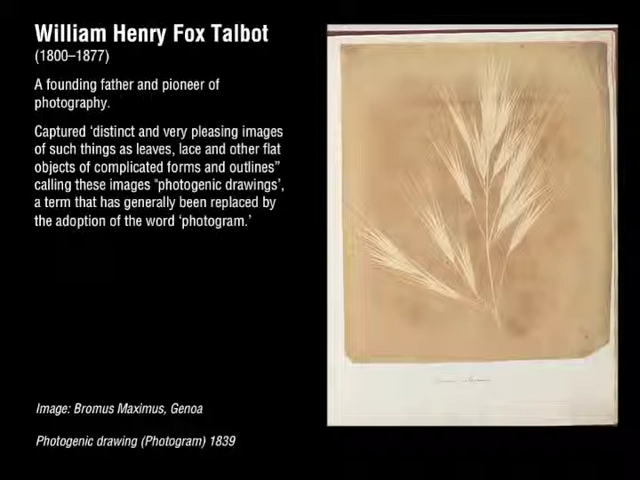 William Henry Fox Talbot
(1800–1877)
A founding father and pioneer of
photography.
Captured ‘distinct and very pleasing images
of such things as leaves, lace and other flat
objects of complicated forms and outlines”
calling these images “photogenic drawings’,
a term that has generally been replaced by
the adoption of the word ‘photogram.’
Image: Bromus Maximus, Genoa
Photogenic drawing (Photogram) 1839